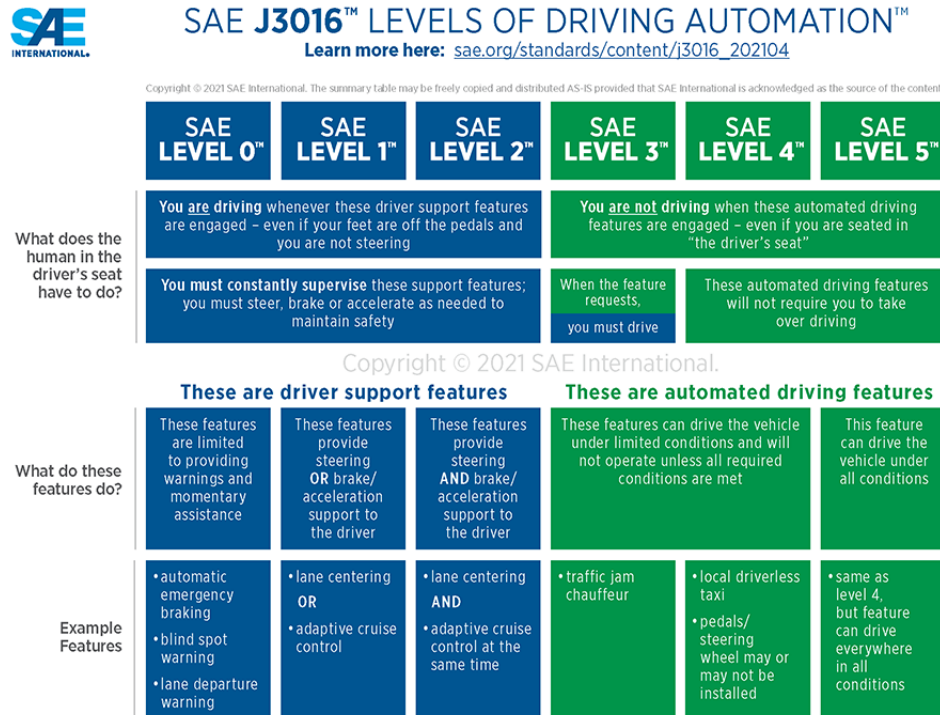 SAE
INTERNATIONAL.
SAE J3016™ LEVELS OF DRIVING AUTOMATION™
Learn more here: sae.org/standards/content/j3016_202104
Copyright © 2021 SAE International. The summary table may be freely copied and distributed AS-IS provided that SAE International is acknowledged as the source of the content
SAE
LEVEL 0™
SAE
LEVEL 1™
SAE
LEVEL 2™
SAE
LEVEL 3™
SAE
LEVEL 4™
SAE
LEVEL 5™
What does the
human in the
driver's seat
have to do?
You are driving whenever these driver support features
are engaged – even if your feet are off the pedals and
you are not steering
You are not driving when these automated driving
features are engaged – even if you are seated in
“the driver’s seat”
You must constantly supervise these support features;
you must steer, brake or accelerate as needed to
maintain safety
When the feature
requests,
you must drive
These automated driving features
will not require you to take
over driving
Copyright © 2021 SAE International.
These are driver support features
These are automated driving features
What do these
features do?
These features
are limited
to providing
warnings and
momentary
assistance
These features
provide
steering
OR brake/
acceleration
support to
the driver
These features
provide
steering
AND brake/
acceleration
support to
the driver
These features can drive the vehicle
under limited conditions and will
not operate unless all required
conditions are met
This feature
can drive the
vehicle under
all conditions
Example
Features
•automatic
emergency
braking
•blind spot
warning
•lane departure
warning
•lane centering
OR
•adaptive cruise
control
•lane centering
AND
•adaptive cruise
control at the
same time
•traffic jam
chauffeur
•local driverless
taxi
•pedals/
steering
wheel may or
may not be
installed
•same as
level 4,
but feature
can drive
everywhere
in all
conditions